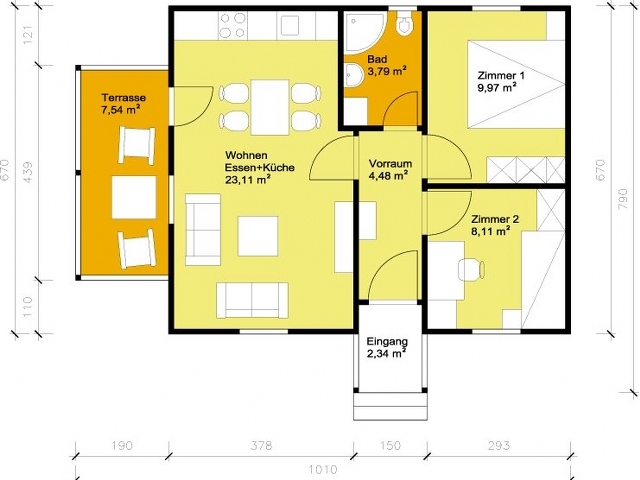 121
670
439
110
Terrasse
7,54 m²
Wohnen
Essen+Küche
23,11 m²
Bad
3,79 m²
Vorraum
4,48 m²
Zimmer 1
9,97 m²
Zimmer 2
8,11 m²
Eingang
2,34 m²
670
790
190
378
150
293
1010